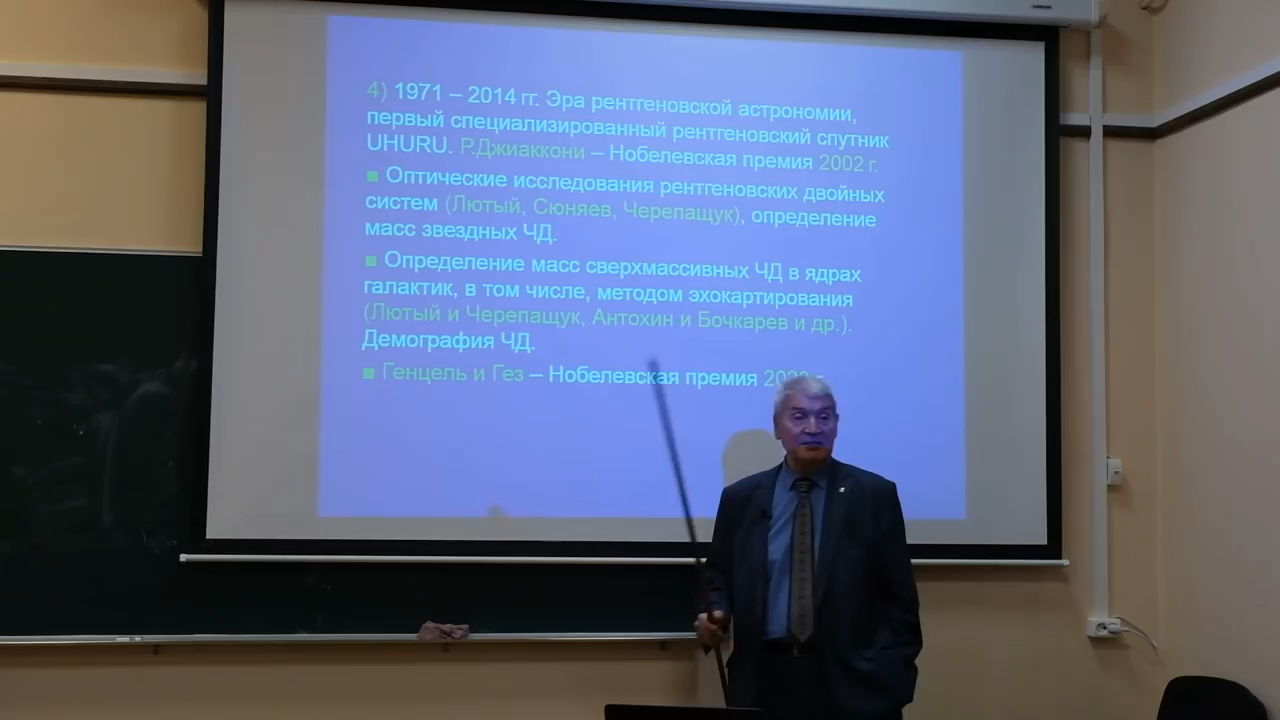 4) 1971 – 2014 гг. Эра рентгеновской астрономии,
первый специализированный рентгеновский спутник
UHURU. Р.Джиаккони – Нобелевская премия 2002 г.
■ Оптические исследования рентгеновских двойных
систем (Лютый, Сюняев, Черепащук), определение
масс звездных ЧД.
■ Определение масс сверхмассивных ЧД в ядрах
галактик, в том числе, методом эхокартирования
(Лютый и Черепащук, Антохин и Бочкарев и др.).
Демография ЧД.
■ Генцель и Гез – Нобелевская премия